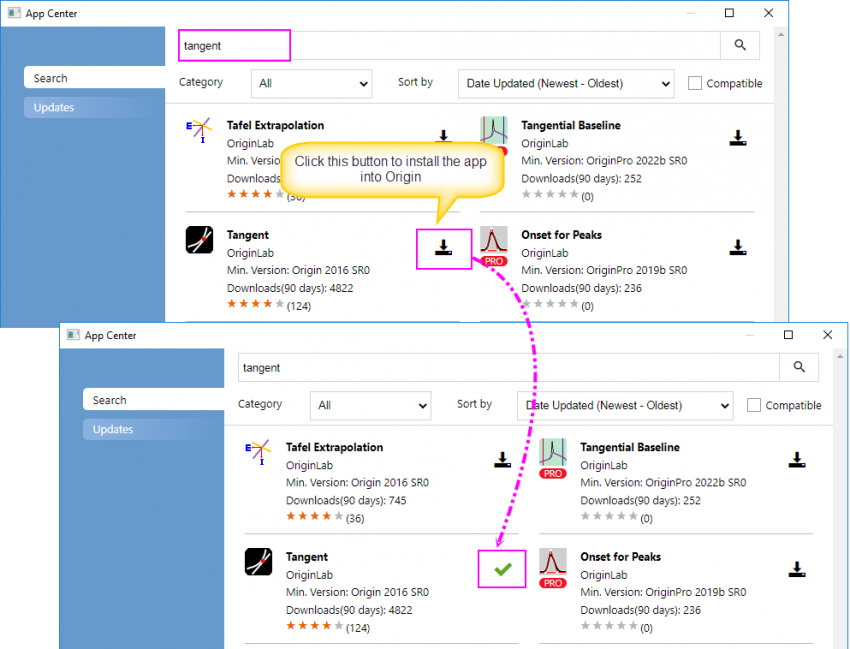 App Center
tangent
Search
Updates
Category
All
Sort by
Date Updated (Newest - Oldest)
Compatible
E
I
Tafel Extrapolation
OriginLab
Min. Versio
Downloads
Click this button to install the app
into Origin
Tangential Baseline
OriginLab
Min. Version: OriginPro 2022b SR0
Downloads(90 days): 252
(0)
Tangent
OriginLab
Min. Version: Origin 2016 SR0
Downloads(90 days): 4822
(124)
PRO
Onset for Peaks
OriginLab
Min. Version: OriginPro 2019b SR0
Downloads(90 days): 236
(0)
App Center
tangent
Search
Updates
Category
All
Sort by
Date Updated (Newest - Oldest)
Compatible
E
I
Tafel Extrapolation
OriginLab
Min. Version: Origin 2016 SR0
Downloads(90 days): 745
(36)
PRO
Tangential Baseline
OriginLab
Min. Version: OriginPro 2022b SR0
Downloads(90 days): 252
(0)
Tangent
OriginLab
Min. Version: Origin 2016 SR0
Downloads(90 days): 4822
(124)
PRO
Onset for Peaks
OriginLab
Min. Version: OriginPro 2019b SR0
Downloads(90 days): 236
(0)